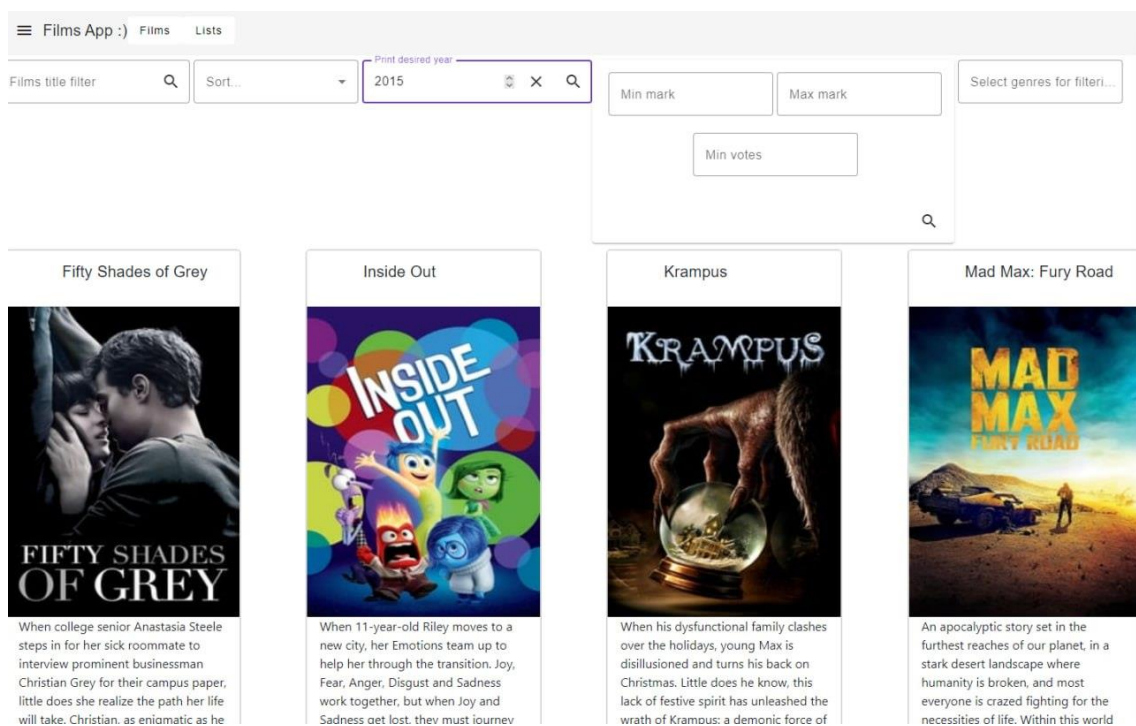 Films App :) Films Lists
Films title filter Sort... Print desired year 2015 Min mark Max mark Select genres for filteri...
Min votes
Fifty Shades of Grey Inside Out Krampus Mad Max: Fury Road
INSIDE
OUT
KRAMPUS
MAD
MAX
FURY ROAD
FIFTY SHADES
OF GREY
When college senior Anastasia Steele
steps in for her sick roommate to
interview prominent businessman
Christian Grey for their campus paper,
little does she realize the path her life
will take. Christian, as enigmatic as he
When 11-year-old Riley moves to a
new city, her Emotions team up to
help her through the transition. Joy,
Fear, Anger, Disgust and Sadness
work together, but when Joy and
Sadness get lost, they must journey
When his dysfunctional family clashes
over the holidays, young Max is
disillusioned and turns his back on
Christmas. Little does he know, this
lack of festive spirit has unleashed the
wrath of Krampus: a demonic force of
An apocalyptic story set in the
furthest reaches of our planet, in a
stark desert landscape where
humanity is broken, and most
everyone is crazed fighting for the
necessities of life. Within this world